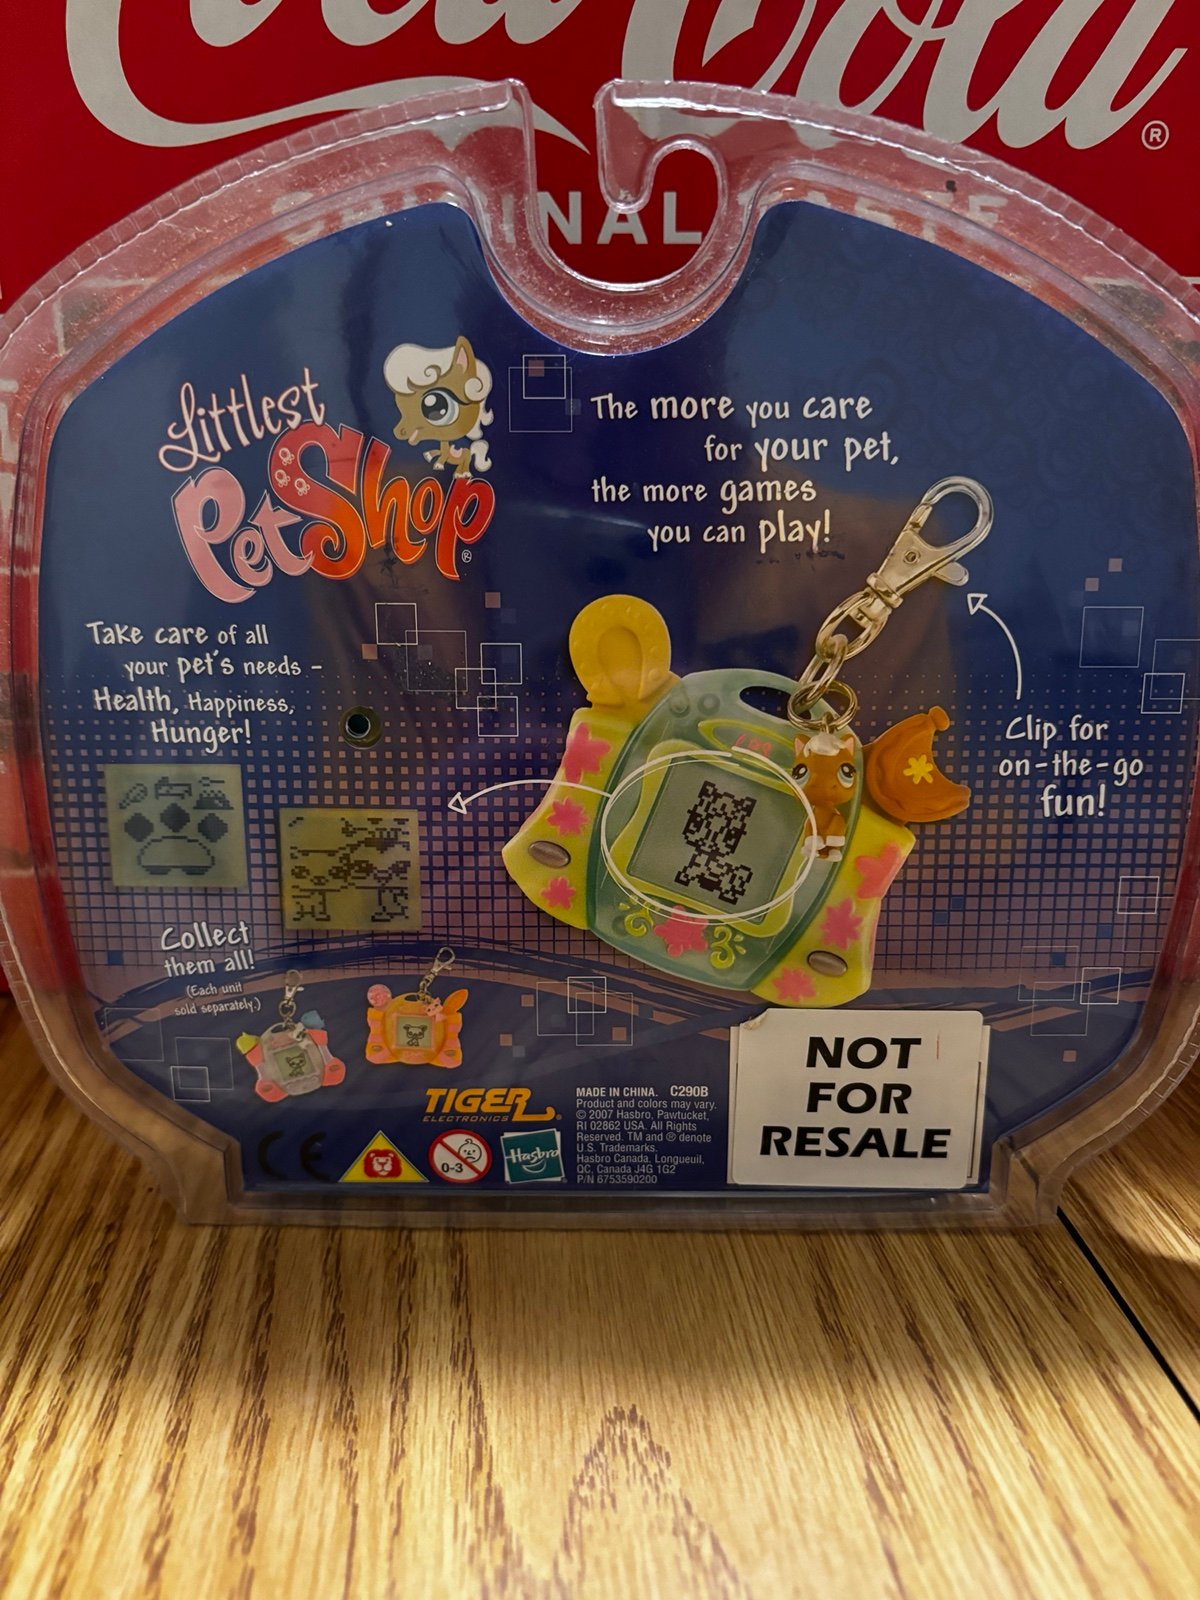 Coca-Cola
®
ORIGINAL TASTE
Littlest
PetShop
®
The more you care
for your pet,
the more games
you can play!
Take care of all
your pet's needs –
Health, Happiness,
Hunger!
Clip for
on-the-go
fun!
Collect
them all!
(Each unit
sold separately.)
TIGER
ELECTRONICS
CE
0-3
Hasbro
MADE IN CHINA. C290B
Product and colors may vary.
© 2007 Hasbro, Pawtucket,
RI 02862 USA. All Rights
Reserved. TM and ® denote
U.S. Trademarks.
Hasbro Canada, Longueuil,
QC, Canada J4G 1G2
P/N 6753590200
NOT
FOR
RESALE